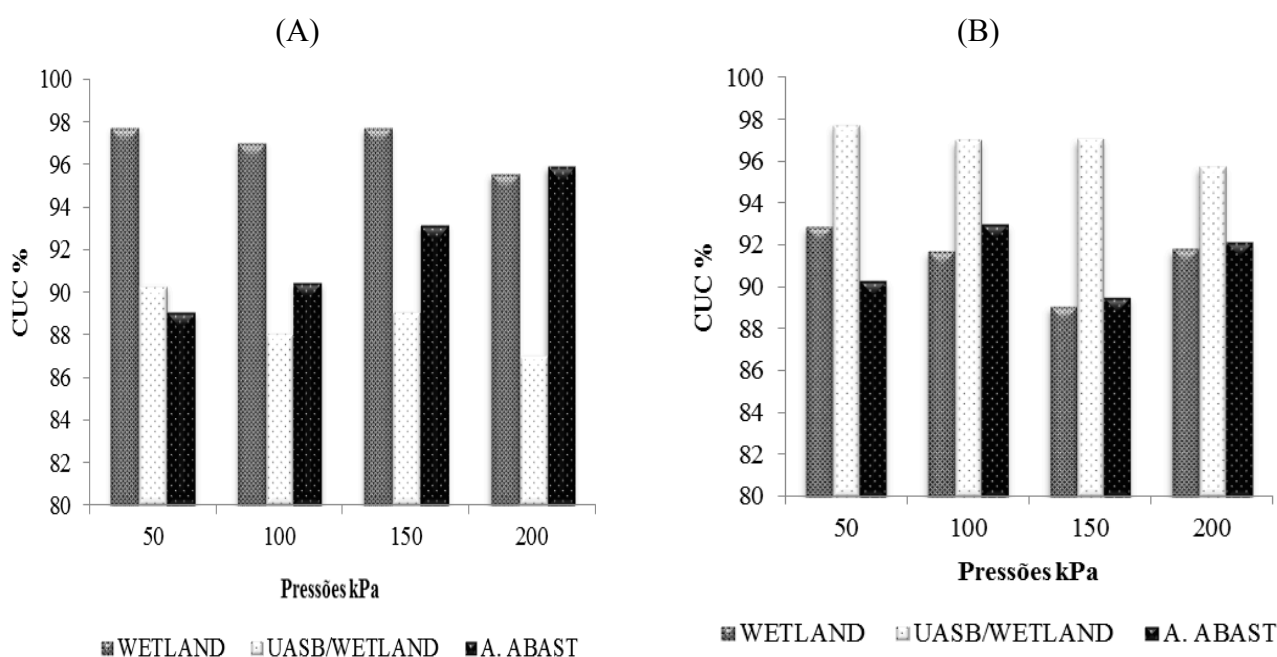 (A)
100
98
96
94
92
90
88
86
84
82
80
CUC %
50 100 150 200
Pressões kPa
WETLAND UASB/WETLAND A. ABAST
(B)
100
98
96
94
92
90
88
86
84
82
80
CUC %
50 100 150 200
Pressões kPa
WETLAND UASB/WETLAND A. ABAST